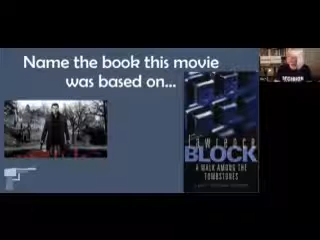 Name the book this movie
was based on...
LAWRENCE
BLOCK
A WALK AMONG THE
TOMBSTONES